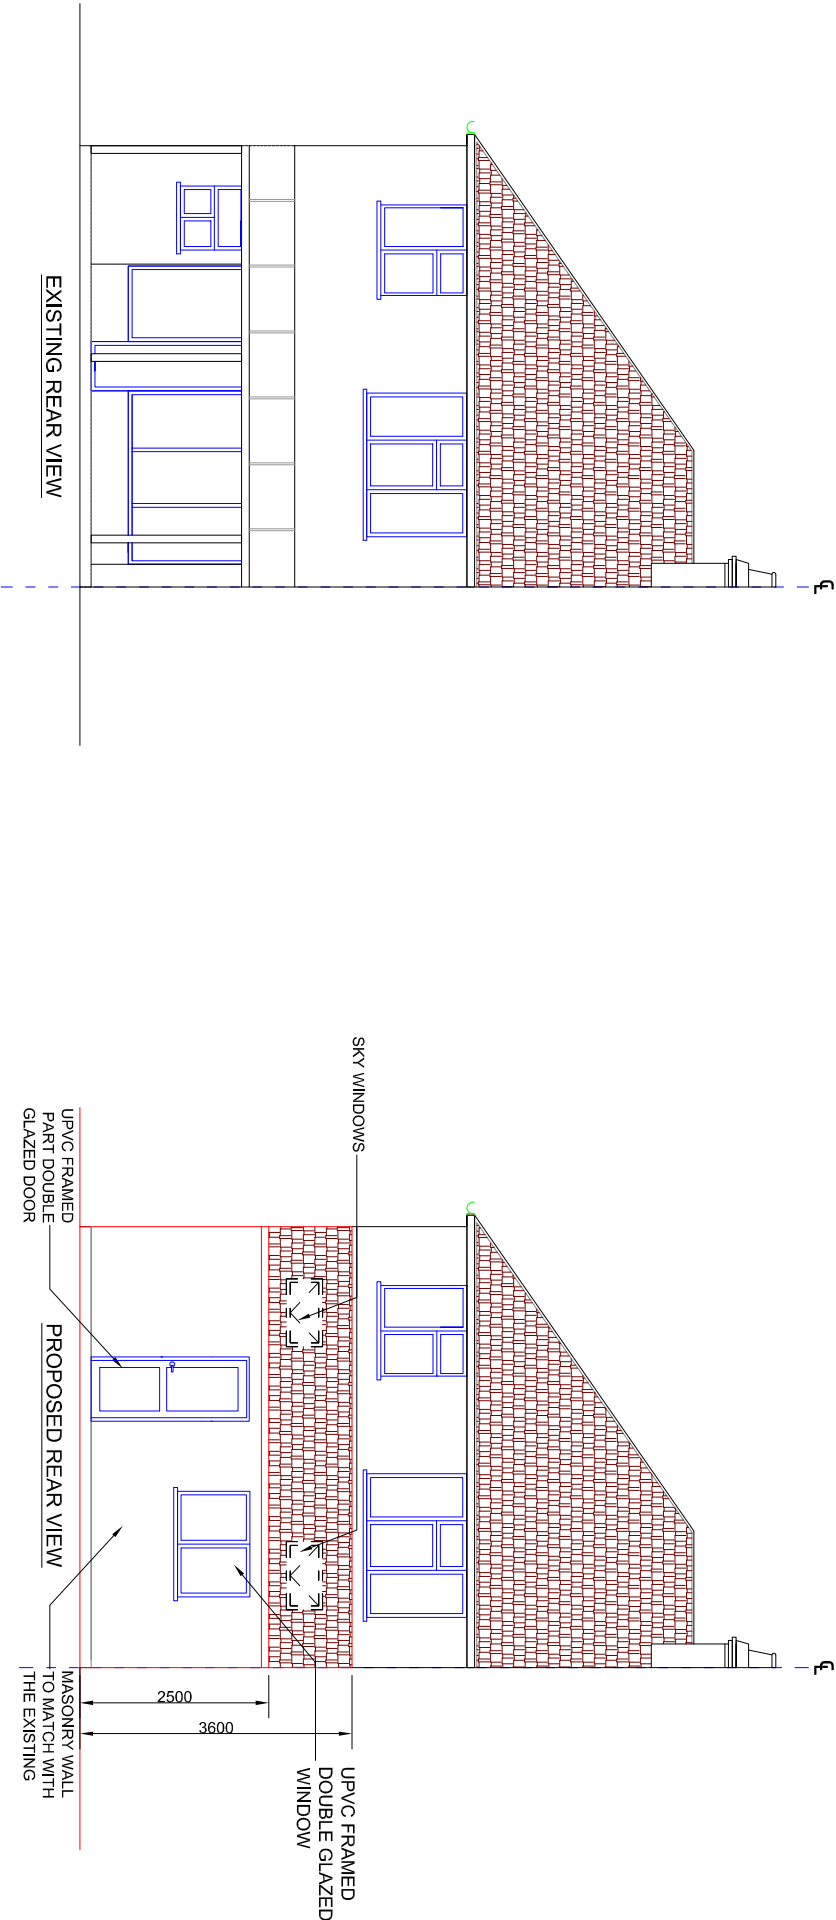 EXISTING REAR VIEW
℄
SKY WINDOWS
UPVC FRAMED
PART DOUBLE
GLAZED DOOR
PROPOSED REAR VIEW
℄
2500
3600
MASONRY WALL
TO MATCH WITH
THE EXISTING
UPVC FRAMED
DOUBLE GLAZED
WINDOW